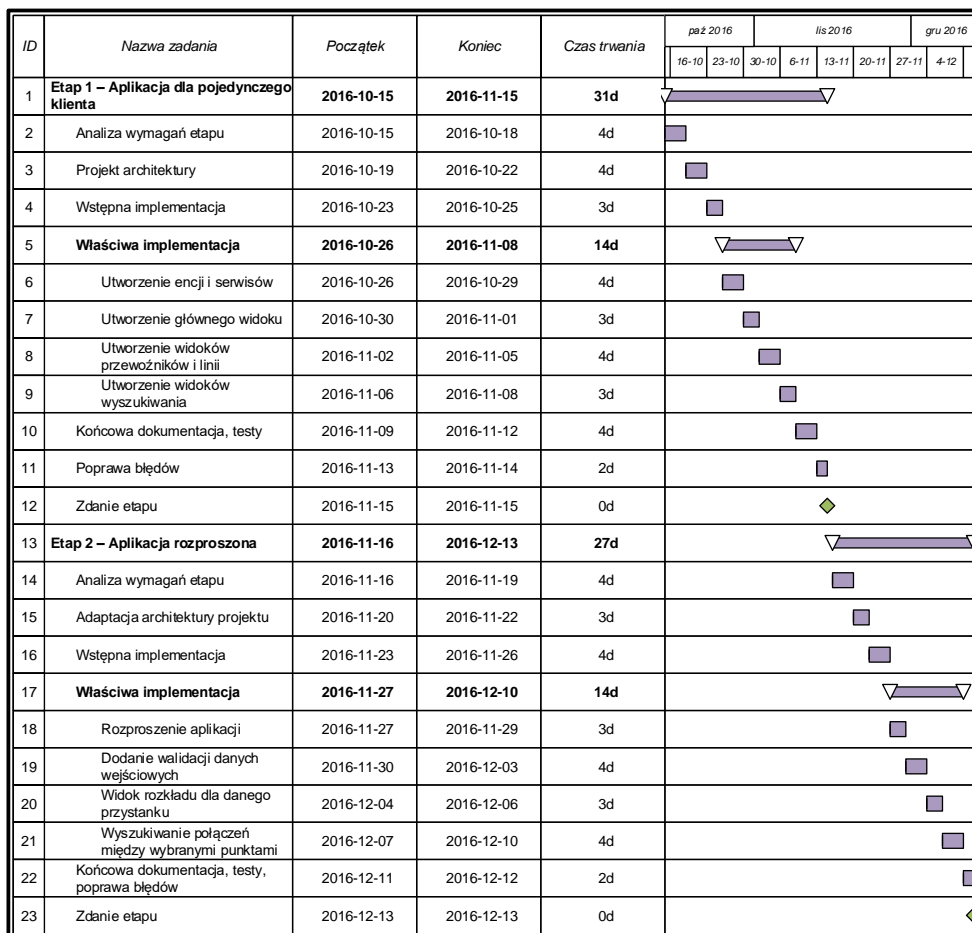 ID Nazwa zadania Początek Koniec Czas trwania paź 2016 lis 2016 gru 2016
16-10 23-10 30-10 6-11 13-11 20-11 27-11 4-12
1 Etap 1 – Aplikacja dla pojedynczego
klienta 2016-10-15 2016-11-15 31d
2 Analiza wymagań etapu 2016-10-15 2016-10-18 4d
3 Projekt architektury 2016-10-19 2016-10-22 4d
4 Wstępna implementacja 2016-10-23 2016-10-25 3d
5 Właściwa implementacja 2016-10-26 2016-11-08 14d
6 Utworzenie encji i serwisów 2016-10-26 2016-10-29 4d
7 Utworzenie głównego widoku 2016-10-30 2016-11-01 3d
8 Utworzenie widoków
przewoźników i linii 2016-11-02 2016-11-05 4d
9 Utworzenie widoków
wyszukiwania 2016-11-06 2016-11-08 3d
10 Końcowa dokumentacja, testy 2016-11-09 2016-11-12 4d
11 Poprawa błędów 2016-11-13 2016-11-14 2d
12 Zdanie etapu 2016-11-15 2016-11-15 0d
13 Etap 2 – Aplikacja rozproszona 2016-11-16 2016-12-13 27d
14 Analiza wymagań etapu 2016-11-16 2016-11-19 4d
15 Adaptacja architektury projektu 2016-11-20 2016-11-22 3d
16 Wstępna implementacja 2016-11-23 2016-11-26 4d
17 Właściwa implementacja 2016-11-27 2016-12-10 14d
18 Rozproszenie aplikacji 2016-11-27 2016-11-29 3d
19 Dodanie walidacji danych
wejściowych 2016-11-30 2016-12-03 4d
20 Widok rozkładu dla danego
przystanku 2016-12-04 2016-12-06 3d
21 Wyszukiwanie połączeń
między wybranymi punktami 2016-12-07 2016-12-10 4d
22 Końcowa dokumentacja, testy,
poprawa błędów 2016-12-11 2016-12-12 2d
23 Zdanie etapu 2016-12-13 2016-12-13 0d